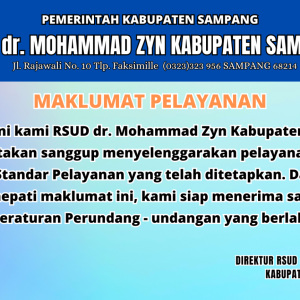 PEMERINTAH KABUPATEN SAMPANG
dr. MOHAMMAD ZYN KABUPATEN SAM
Jl. Rajawali No. 10 Tlp. Faksimille (0323)323 956 SAMPANG 68214
MAKLUMAT PELAYANAN
ni kami RSUD dr. Mohammad Zyn Kabupaten
takan sanggup menyelenggarakan pelayana
Standar Pelayanan yang telah ditetapkan. Da
epati maklumat ini, kami siap menerima sa
eraturan Perundang - undangan yang berlak
DIREKTUR RSUD
KABUPAT